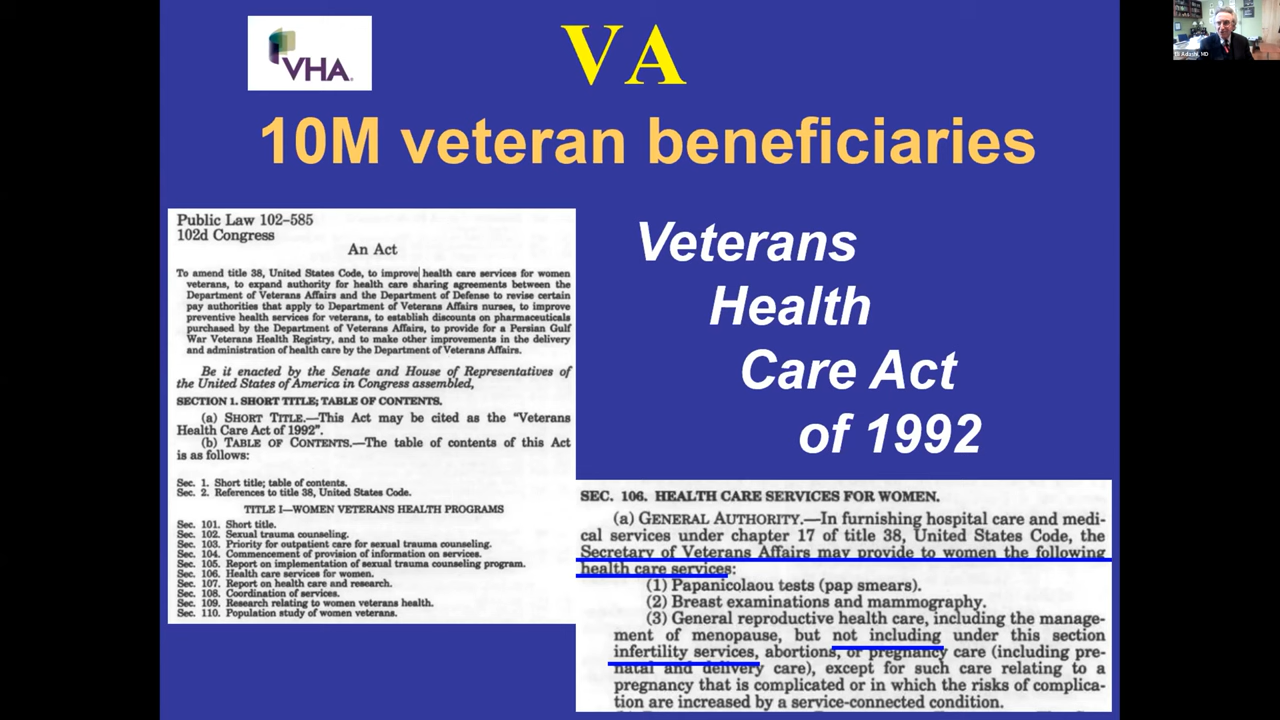 VHA
VA
10M veteran beneficiaries
Public Law 102–585
102d Congress
An Act
To amend title 38, United States Code, to improve health care services for women
veterans, to expand authority for health care sharing agreements between the
Department of Veterans Affairs and the Department of Defense to revise certain
pay authorities that apply to Department of Veterans Affairs nurses, to improve
preventive health services for veterans, to establish discounts on pharmaceuticals
purchased by the Department of Veterans Affairs, to provide for a Persian Gulf
War Veterans Health Registry, and to make other improvements in the delivery
and administration of health care by the Department of Veterans Affairs.
Be it enacted by the Senate and House of Representatives of
the United States of America in Congress assembled,
SECTION 1. SHORT TITLE; TABLE OF CONTENTS.
(a) SHORT TITLE.—This Act may be cited as the “Veterans
Health Care Act of 1992”.
(b) TABLE OF CONTENTS.—The table of contents of this Act
is as follows:
Sec. 1. Short title; table of contents.
Sec. 2. References to title 38, United States Code.
TITLE I—WOMEN VETERANS HEALTH PROGRAMS
Sec. 101. Short title.
Sec. 102. Sexual trauma counseling.
Sec. 103. Priority for outpatient care for sexual trauma counseling.
Sec. 104. Commencement of provision of information on services.
Sec. 105. Report on implementation of sexual trauma counseling program.
Sec. 106. Health care services for women.
Sec. 107. Report on health care and research.
Sec. 108. Coordination of services.
Sec. 109. Research relating to women veterans health.
Sec. 110. Population study of women veterans.
Veterans
Health
Care Act
of 1992
SEC. 106. HEALTH CARE SERVICES FOR WOMEN.
(a) GENERAL AUTHORITY.—In furnishing hospital care and medi-
cal services under chapter 17 of title 38, United States Code, the
Secretary of Veterans Affairs may provide to women the following
health care services:
(1) Papanicolaou tests (pap smears).
(2) Breast examinations and mammography.
(3) General reproductive health care, including the manage-
ment of menopause, but not including under this section
infertility services, abortions, or pregnancy care (including pre-
natal and delivery care), except for such care relating to a
pregnancy that is complicated or in which the risks of complica-
tion are increased by a service-connected condition.
Eli Adashi, MD